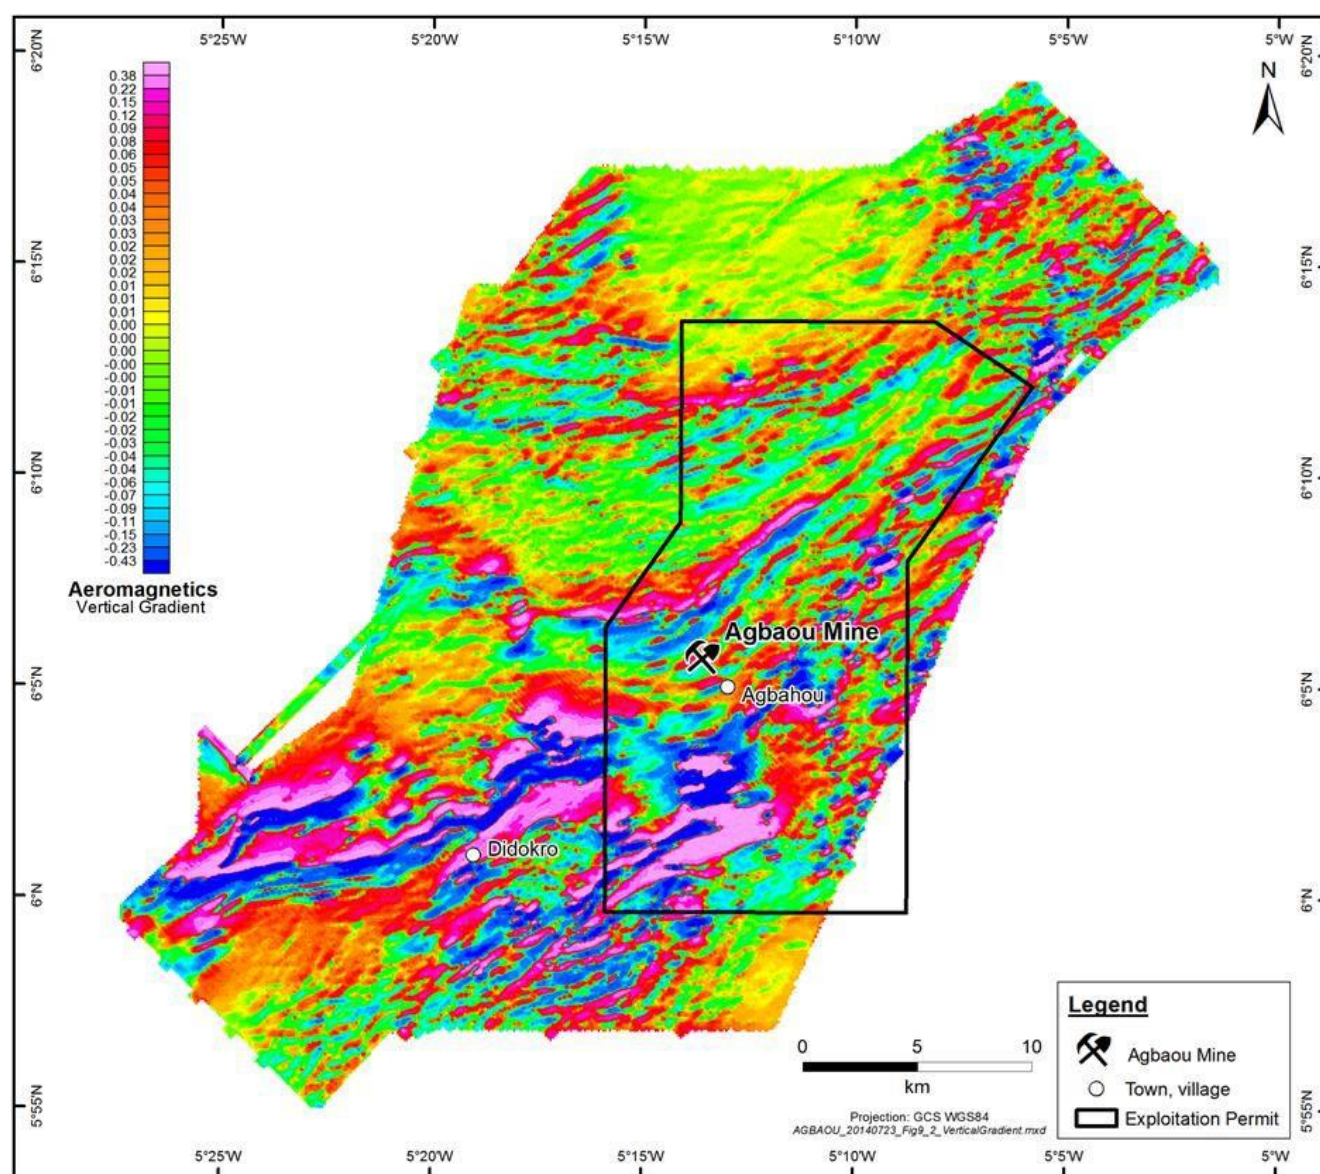 5°25'W 5°20'W 5°15'W 5°10'W 5°5'W 5°W
6°20'N
6°20'N
N
0.38
0.22
0.15
0.12
0.09
0.08
0.06
0.05
0.04
0.04
0.03
0.03
0.02
0.02
0.02
0.01
0.01
0.01
0.00
0.00
-0.00
-0.00
-0.01
-0.01
-0.02
-0.02
-0.03
-0.04
-0.04
-0.06
-0.07
-0.09
-0.11
-0.15
-0.23
-0.43
Aeromagnetics
Vertical Gradient
6°15'N
6°15'N
6°10'N
6°10'N
Agbaou Mine
Agbahou
6°5'N
6°5'N
Didokro
6°N
6°N
Legend
Agbaou Mine
Town, village
Exploitation Permit
0 5 10
km
Projection: GCS WGS84
AGBAOU_20140723_Fig9_2_VerticalGradient.mxd
5°55'N
5°55'N
5°25'W 5°20'W 5°15'W 5°10'W 5°5'W 5°W